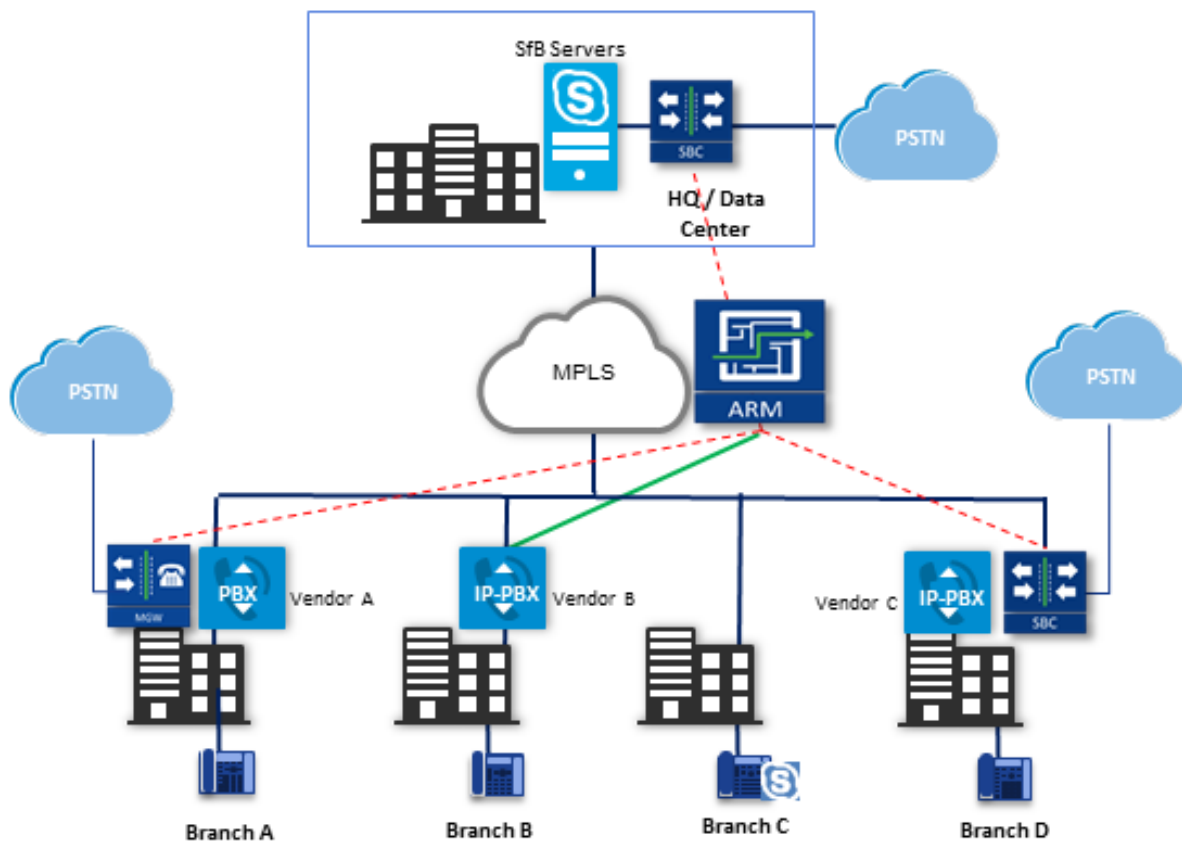 SfB Servers
S
SBC
PSTN
HQ / Data
Center
MPLS
ARM
PSTN
PSTN
MGW
PBX
Vendor A
IP-PBX
Vendor B
Vendor C
IP-PBX
SBC
S
Branch A
Branch B
Branch C
Branch D